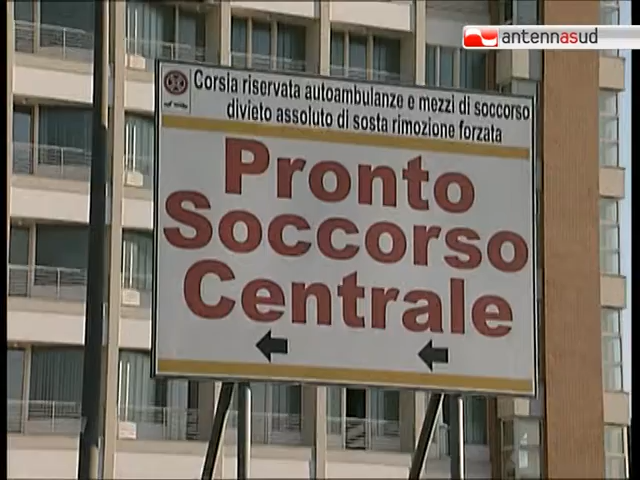 antennasud
Corsia riservata autoambulanze e mezzi di soccorso
divieto assoluto di sosta rimozione forzata
Pronto
Soccorso
Centrale